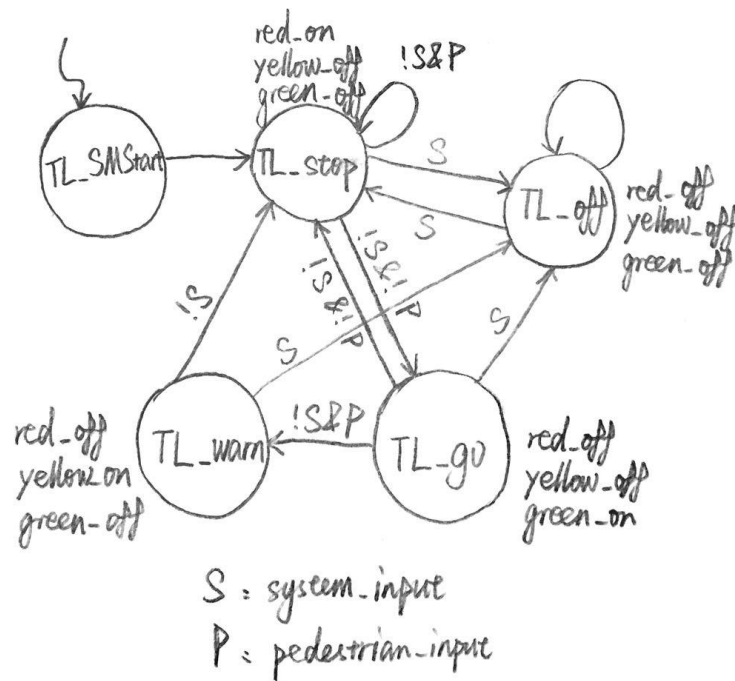 red_on
yellow_off
green_off
!S&P
TL_SMStart
TL_stop
S
TL_off
red_off
yellow_off
green_off
S
!S&!P
!S&!P
!S
S
S
red_off
yellow_on
green_off
TL_warn
!S&P
TL_go
red_off
yellow_off
green_on
S : system_input
P : pedestrian_input